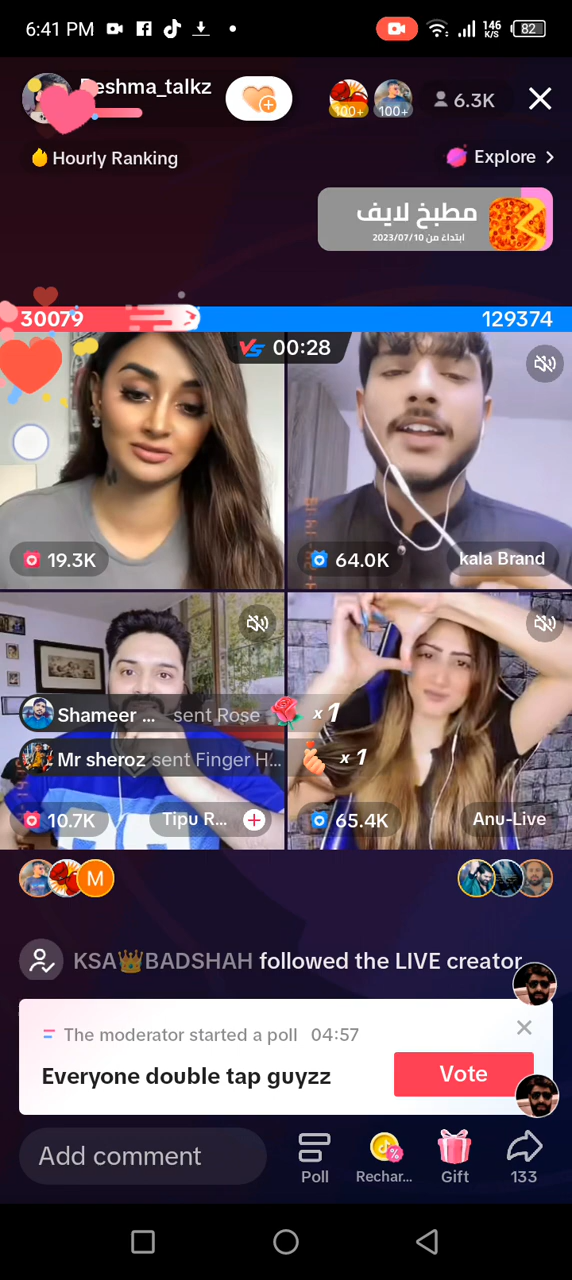 6:41 PM
146
K/S
82
Reshma_talkz
100+
100+
6.3K
Hourly Ranking
Explore >
مطبخ لايف
ابتداءً من 2023/07/10
30079
129374
VS 00:28
19.3K
64.0K
kala Brand
Shameer ... sent Rose x1
Mr sheroz sent Finger H... x1
10.7K
Tipu R...
65.4K
Anu-Live
M
KSA👑BADSHAH followed the LIVE creator
The moderator started a poll 04:57
Everyone double tap guyzz
Vote
Add comment
Poll
Rechar...
Gift
133